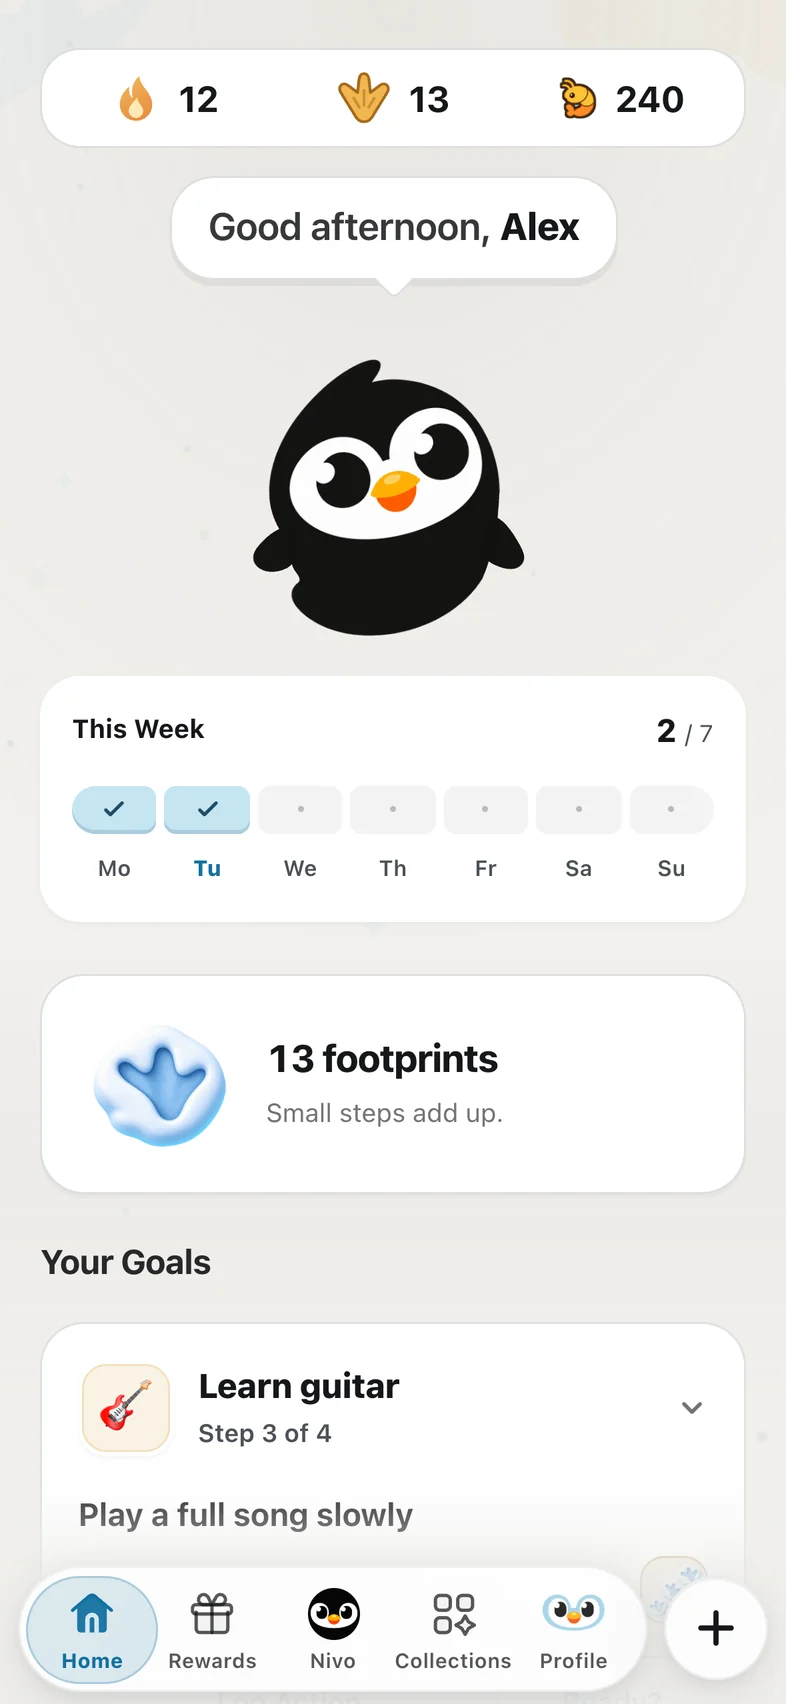 12 13 240
Good afternoon, Alex
This Week 2 / 7
Mo Tu We Th Fr Sa Su
13 footprints
Small steps add up.
Your Goals
Learn guitar
Step 3 of 4
Play a full song slowly
Home Rewards Nivo Collections Profile